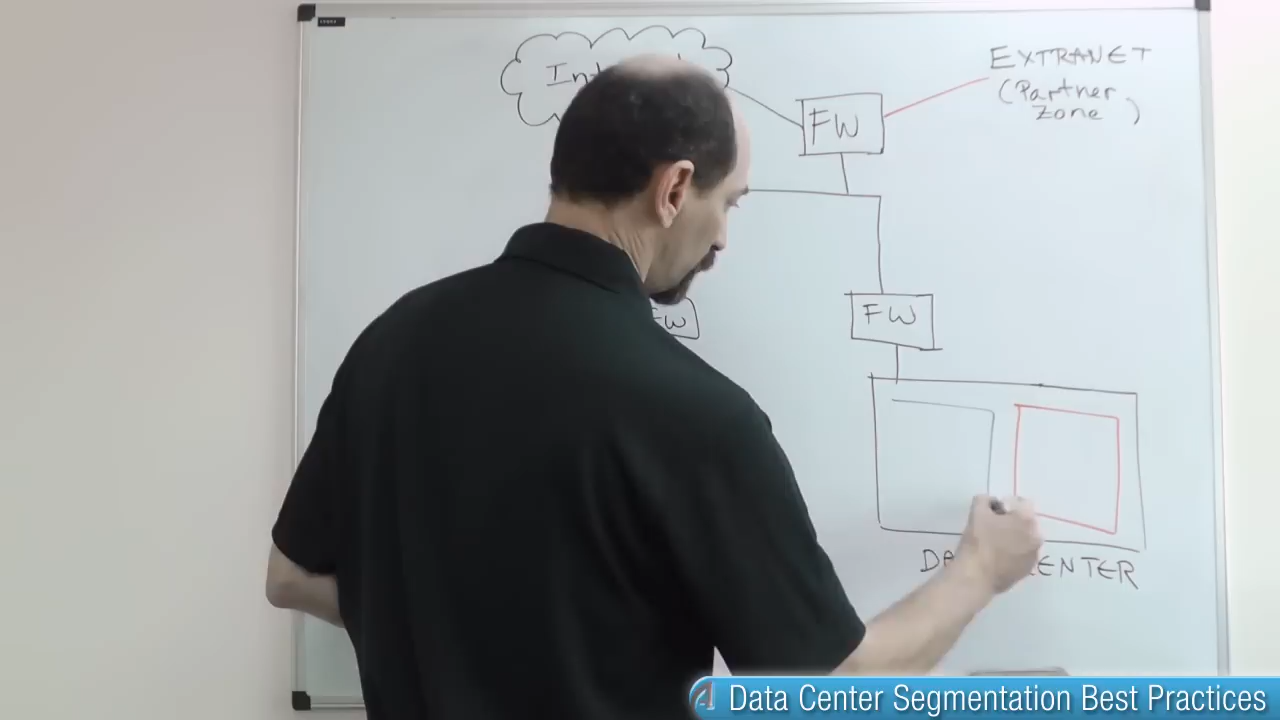 EXTRANET
(Partner
Zone)
FW
FW
FW
Data Center Segmentation Best Practices